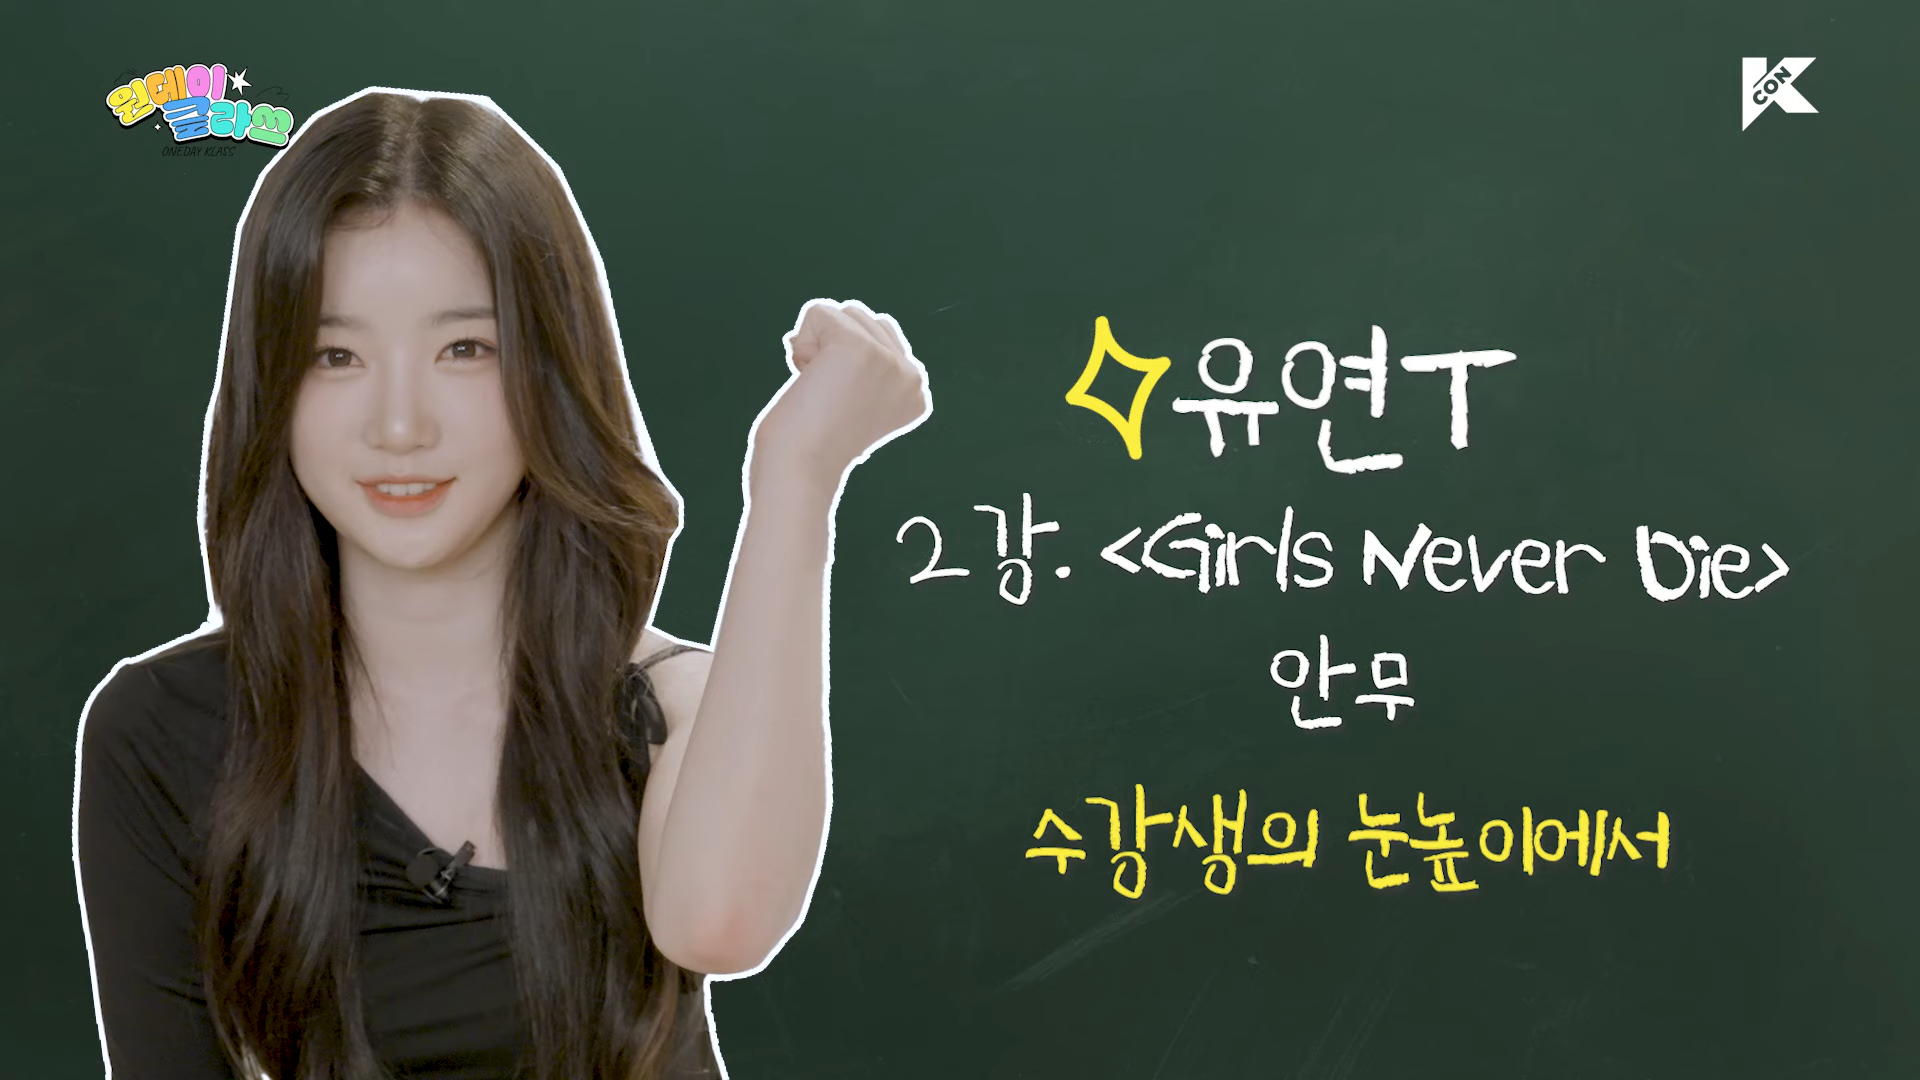 원데이
클라쓰
ONEDAY KLASS
KCON
유연T
2강. <Girls Never Die>
안무
수강생의 눈높이에서